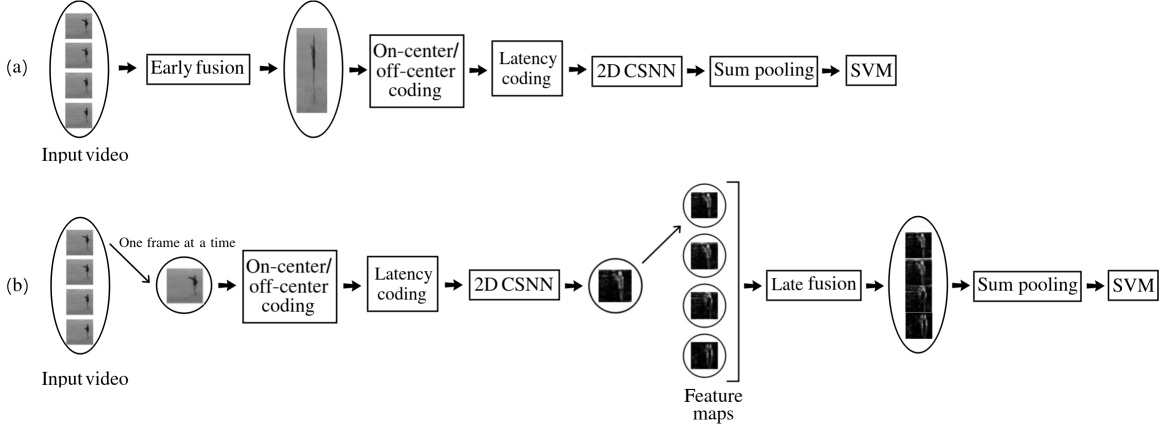 (a)
Early fusion
On-center/
off-center
coding
Latency
coding
2D CSNN
Sum pooling
SVM
Input video
(b)
One frame at a time
On-center/
off-center
coding
Latency
coding
2D CSNN
Late fusion
Sum pooling
SVM
Input video
Feature
maps